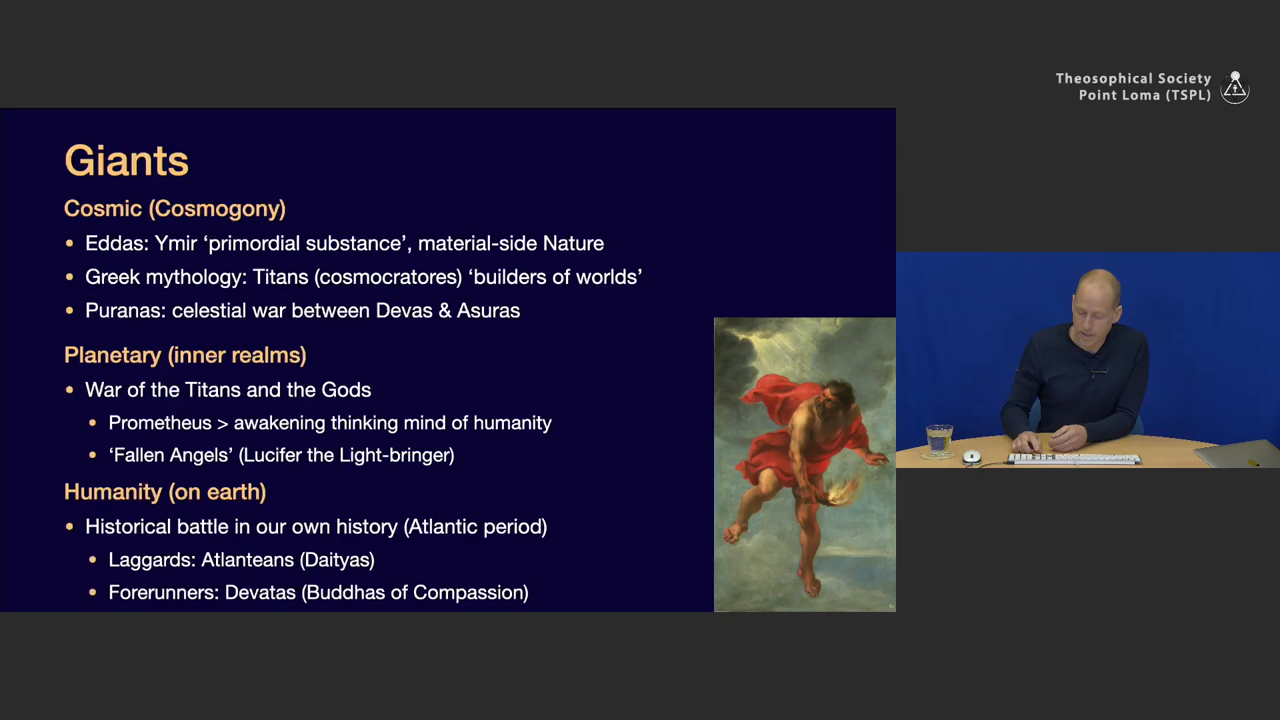 Theosophical Society
Point Loma (TSPL)
Giants
Cosmic (Cosmogony)
• Eddas: Ymir ‘primordial substance’, material-side Nature
• Greek mythology: Titans (cosmocratores) ‘builders of worlds’
• Puranas: celestial war between Devas & Asuras
Planetary (inner realms)
• War of the Titans and the Gods
• Prometheus > awakening thinking mind of humanity
• ‘Fallen Angels’ (Lucifer the Light-bringer)
Humanity (on earth)
• Historical battle in our own history (Atlantic period)
• Laggards: Atlanteans (Daityas)
• Forerunners: Devatas (Buddhas of Compassion)